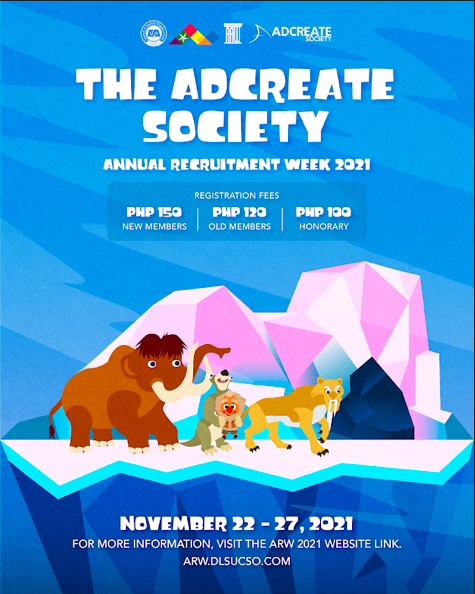 ADCREATE
SOCIETY
THE ADCREATE
SOCIETY
ANNUAL RECRUITMENT WEEK 2021
REGISTRATION FEES
PHP 150
NEW MEMBERS
PHP 120
OLD MEMBERS
PHP 100
HONORARY
NOVEMBER 22 - 27, 2021
FOR MORE INFORMATION, VISIT THE ARW 2021 WEBSITE LINK.
ARW.DLSUCSO.COM